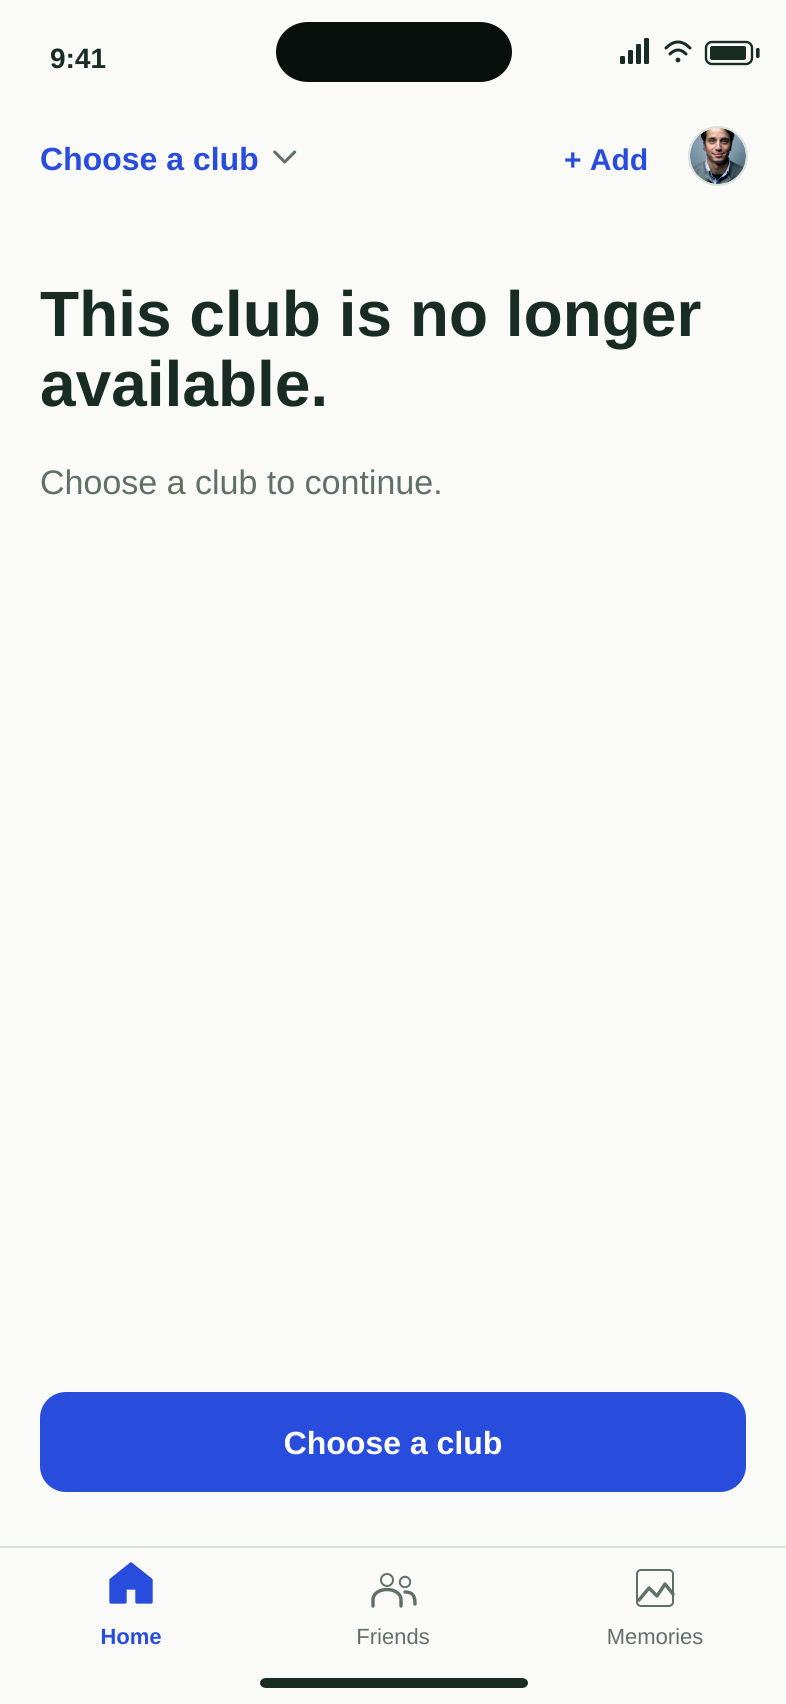 9:41
Choose a club
+ Add
This club is no longer
available.
Choose a club to continue.
Choose a club
Home
Friends
Memories